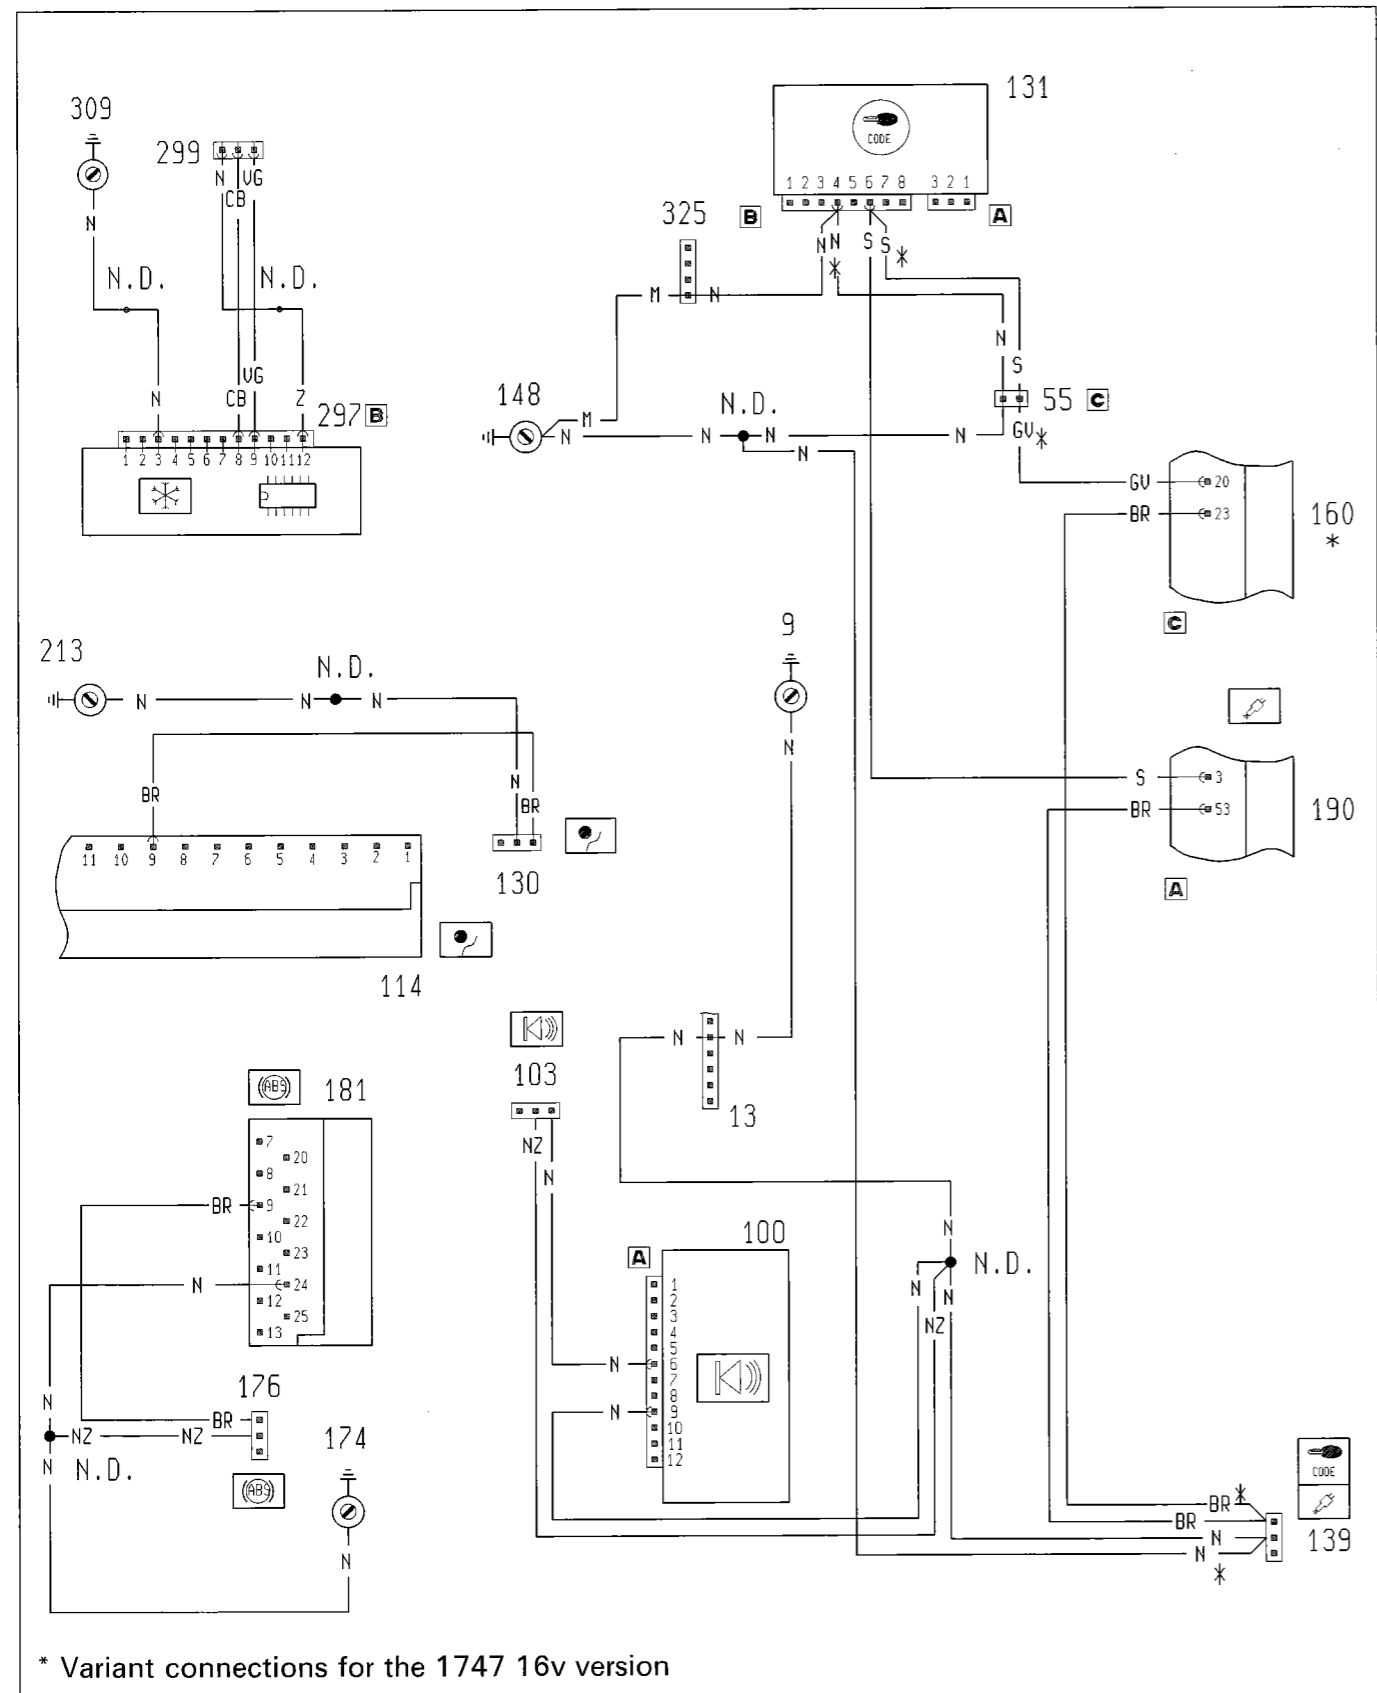 309
299
N
VG
CB
N
N.D.
N.D.
VG
N
CB
Z
297 B
1 2 3 4 5 6 7 8 9 10 11 12
131
CODE
1 2 3 4 5 6 7 8 3 2 1
325
B
A
N N S S
* *
M N
N
S
148
M
N.D.
55 C
N N N N
GV *
N
GV 20
BR 23
160
*
C
9
N
S 3
BR 53
190
A
213
N.D.
N N N
N
BR
BR
11 10 9 8 7 6 5 4 3 2 1
130
114
N N
103
13
NZ
N
ABS 181
7
20
8
21
BR 9
22
10
23
11
N 24
12
25
13
100
A
1
2
3
4
5
N 6
7
8
N 9
10
11
12
N
N.D.
N N
NZ
176
N
BR
NZ NZ
N N.D.
ABS
174
N
CODE
BR *
BR
N
N
*
139
* Variant connections for the 1747 16v version